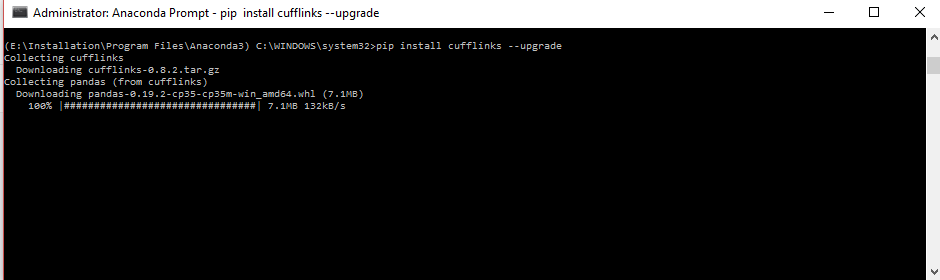 Administrator: Anaconda Prompt - pip  install cufflinks --upgrade
(E:\Installation\Program Files\Anaconda3) C:\WINDOWS\system32>pip install cufflinks --upgrade
Collecting cufflinks
  Downloading cufflinks-0.8.2.tar.gz
Collecting pandas (from cufflinks)
  Downloading pandas-0.19.2-cp35-cp35m-win_amd64.whl (7.1MB)
    100% |################################| 7.1MB 132kB/s